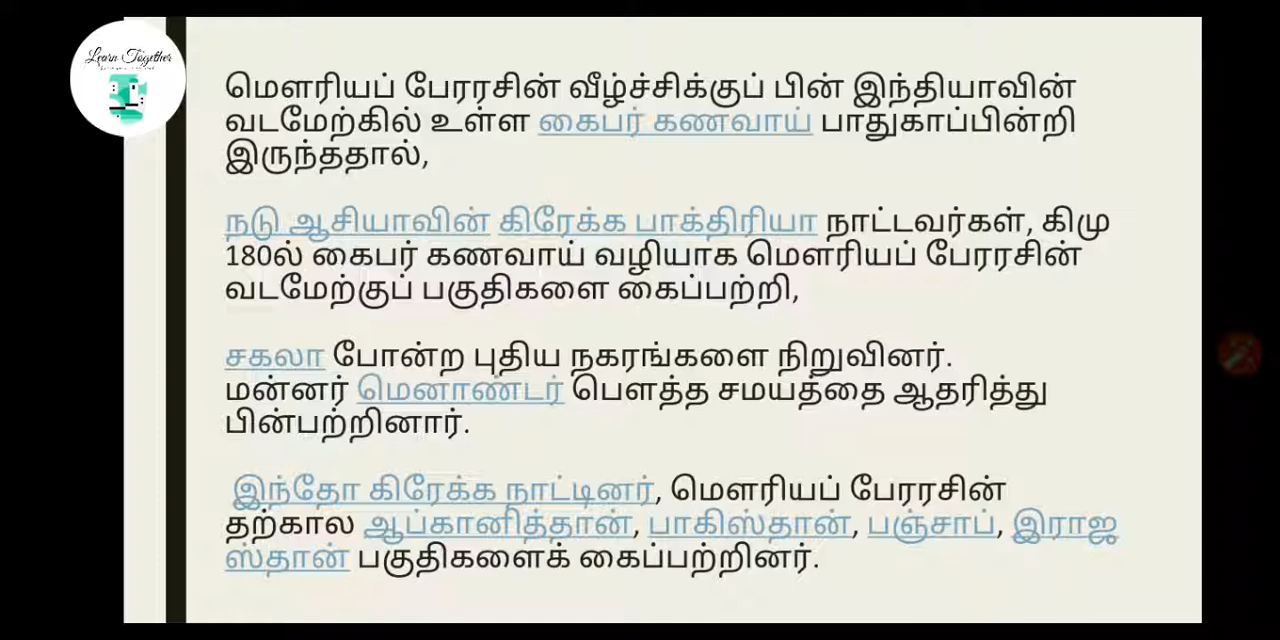 Learn Together
மௌரியப் பேரரசின் வீழ்ச்சிக்குப் பின் இந்தியாவின்
வடமேற்கில் உள்ள கைபர் கணவாய் பாதுகாப்பின்றி
இருந்ததால்,
நடு ஆசியாவின் கிரேக்க பாக்திரியா நாட்டவர்கள், கிமு
180ல் கைபர் கணவாய் வழியாக மௌரியப் பேரரசின்
வடமேற்குப் பகுதிகளை கைப்பற்றி,
சகலா போன்ற புதிய நகரங்களை நிறுவினர்.
மன்னர் மெனாண்டர் பௌத்த சமயத்தை ஆதரித்து
பின்பற்றினார்.
இந்தோ கிரேக்க நாட்டினர், மௌரியப் பேரரசின்
தற்கால ஆப்கானித்தான், பாகிஸ்தான், பஞ்சாப், இராஜ
ஸ்தான் பகுதிகளைக் கைப்பற்றினர்.